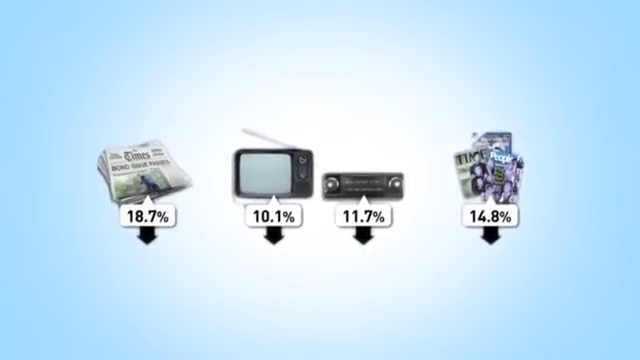 Times
BOND ISSUE PASSES
TIME
People
18.7%
10.1%
11.7%
14.8%